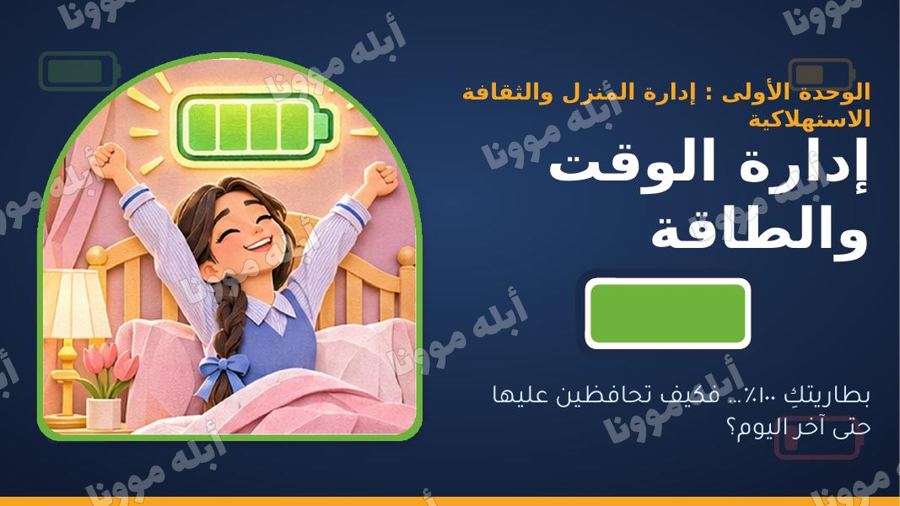 الوحدة الأولى : إدارة المنزل والثقافة
الاستهلاكية
إدارة الوقت
والطاقة
بطاريتكِ ١٠٠٪... فكيف تحافظين عليها
حتى آخر اليوم؟
أبله موونا